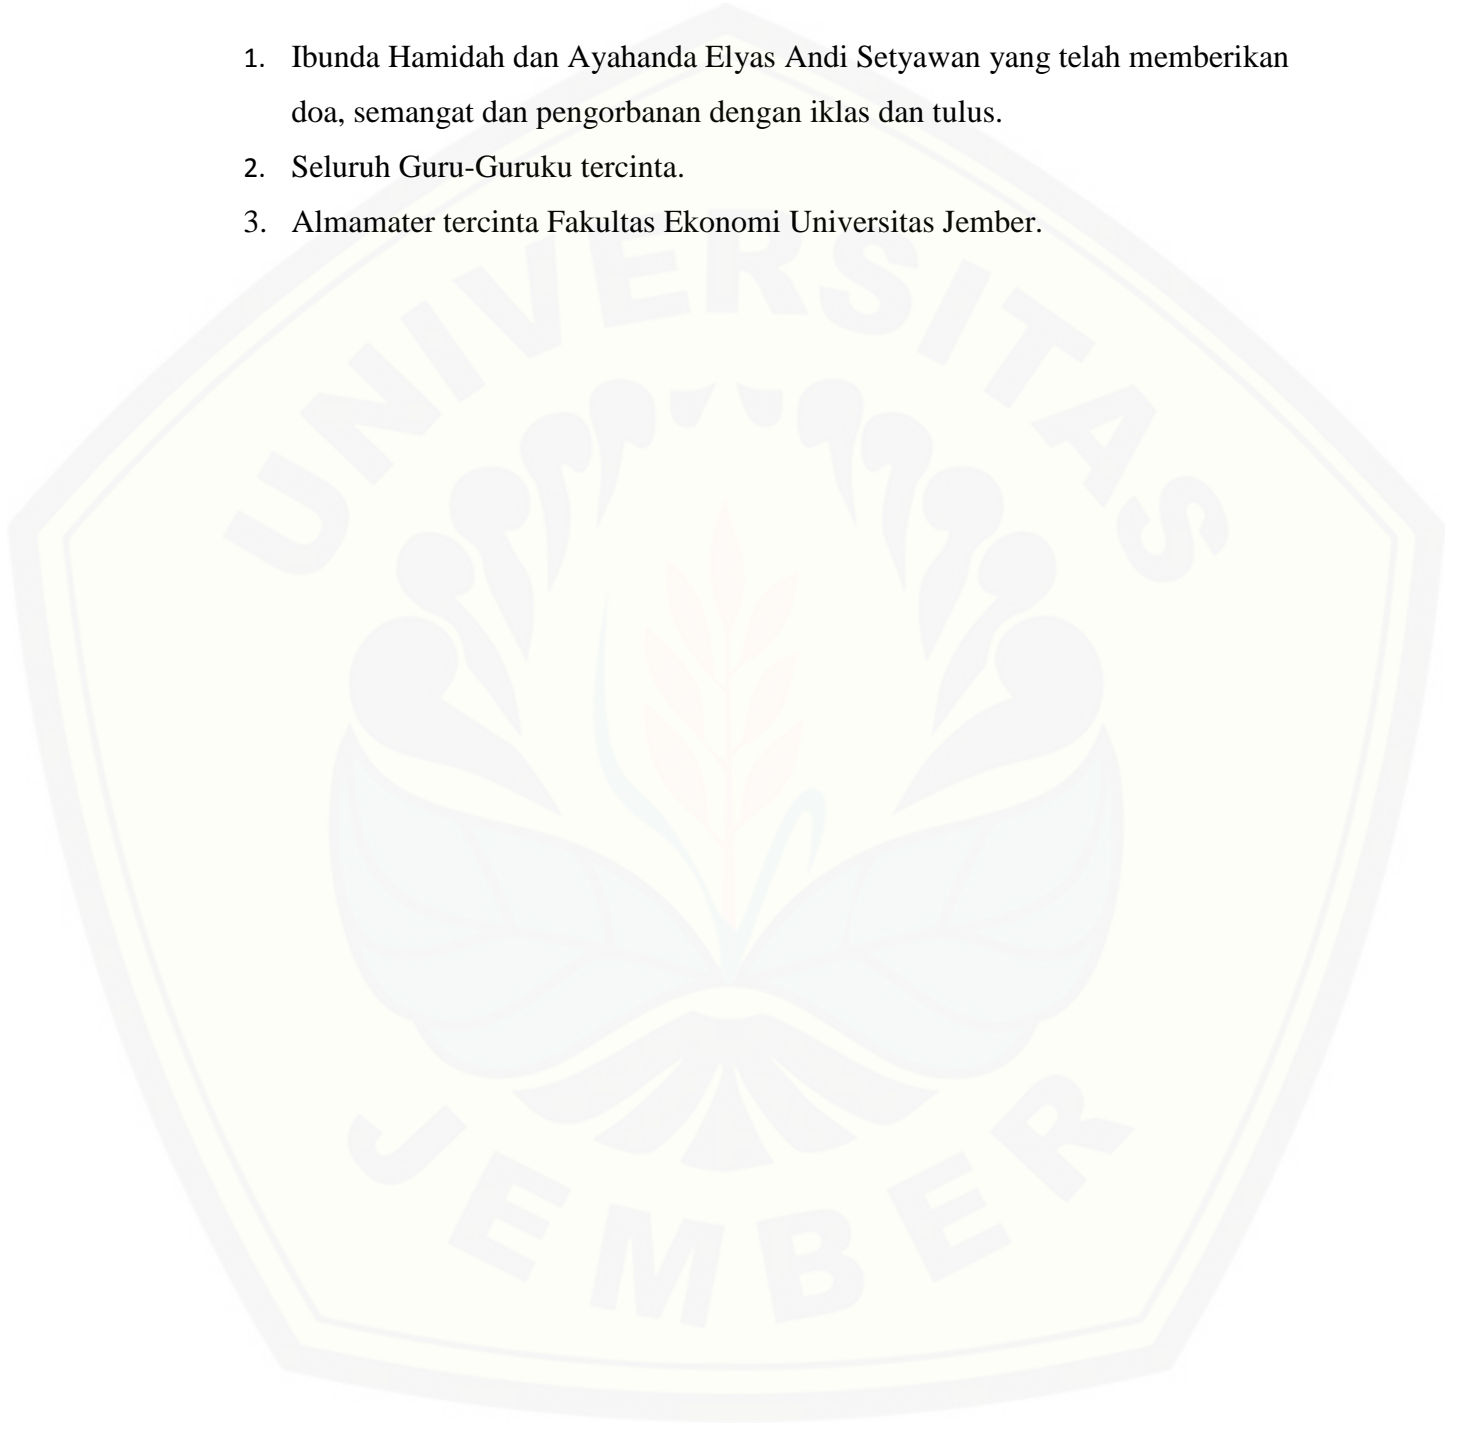 1. Ibunda Hamidah dan Ayahanda Elyas Andi Setyawan yang telah memberikan
doa, semangat dan pengorbanan dengan iklas dan tulus.
2. Seluruh Guru-Guruku tercinta.
3. Almamater tercinta Fakultas Ekonomi Universitas Jember.
UNIVERSITAS
JEMBER